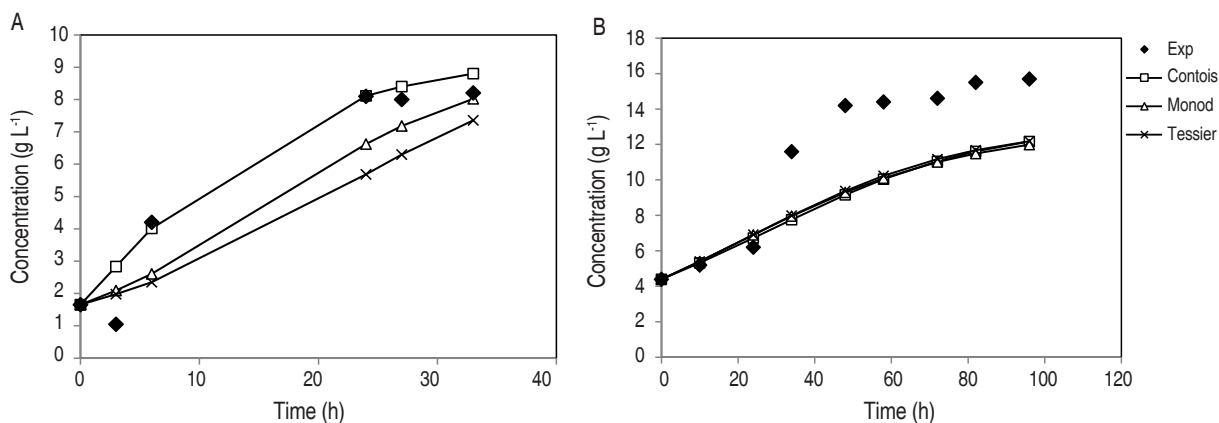 A
Concentration (g L-1)
10
9
8
7
6
5
4
3
2
1
0
0 10 20 30 40
Time (h)
B
Concentration (g L-1)
18
16
14
12
10
8
6
4
2
0
0 20 40 60 80 100 120
Time (h)
Exp
Contois
Monod
Tessier